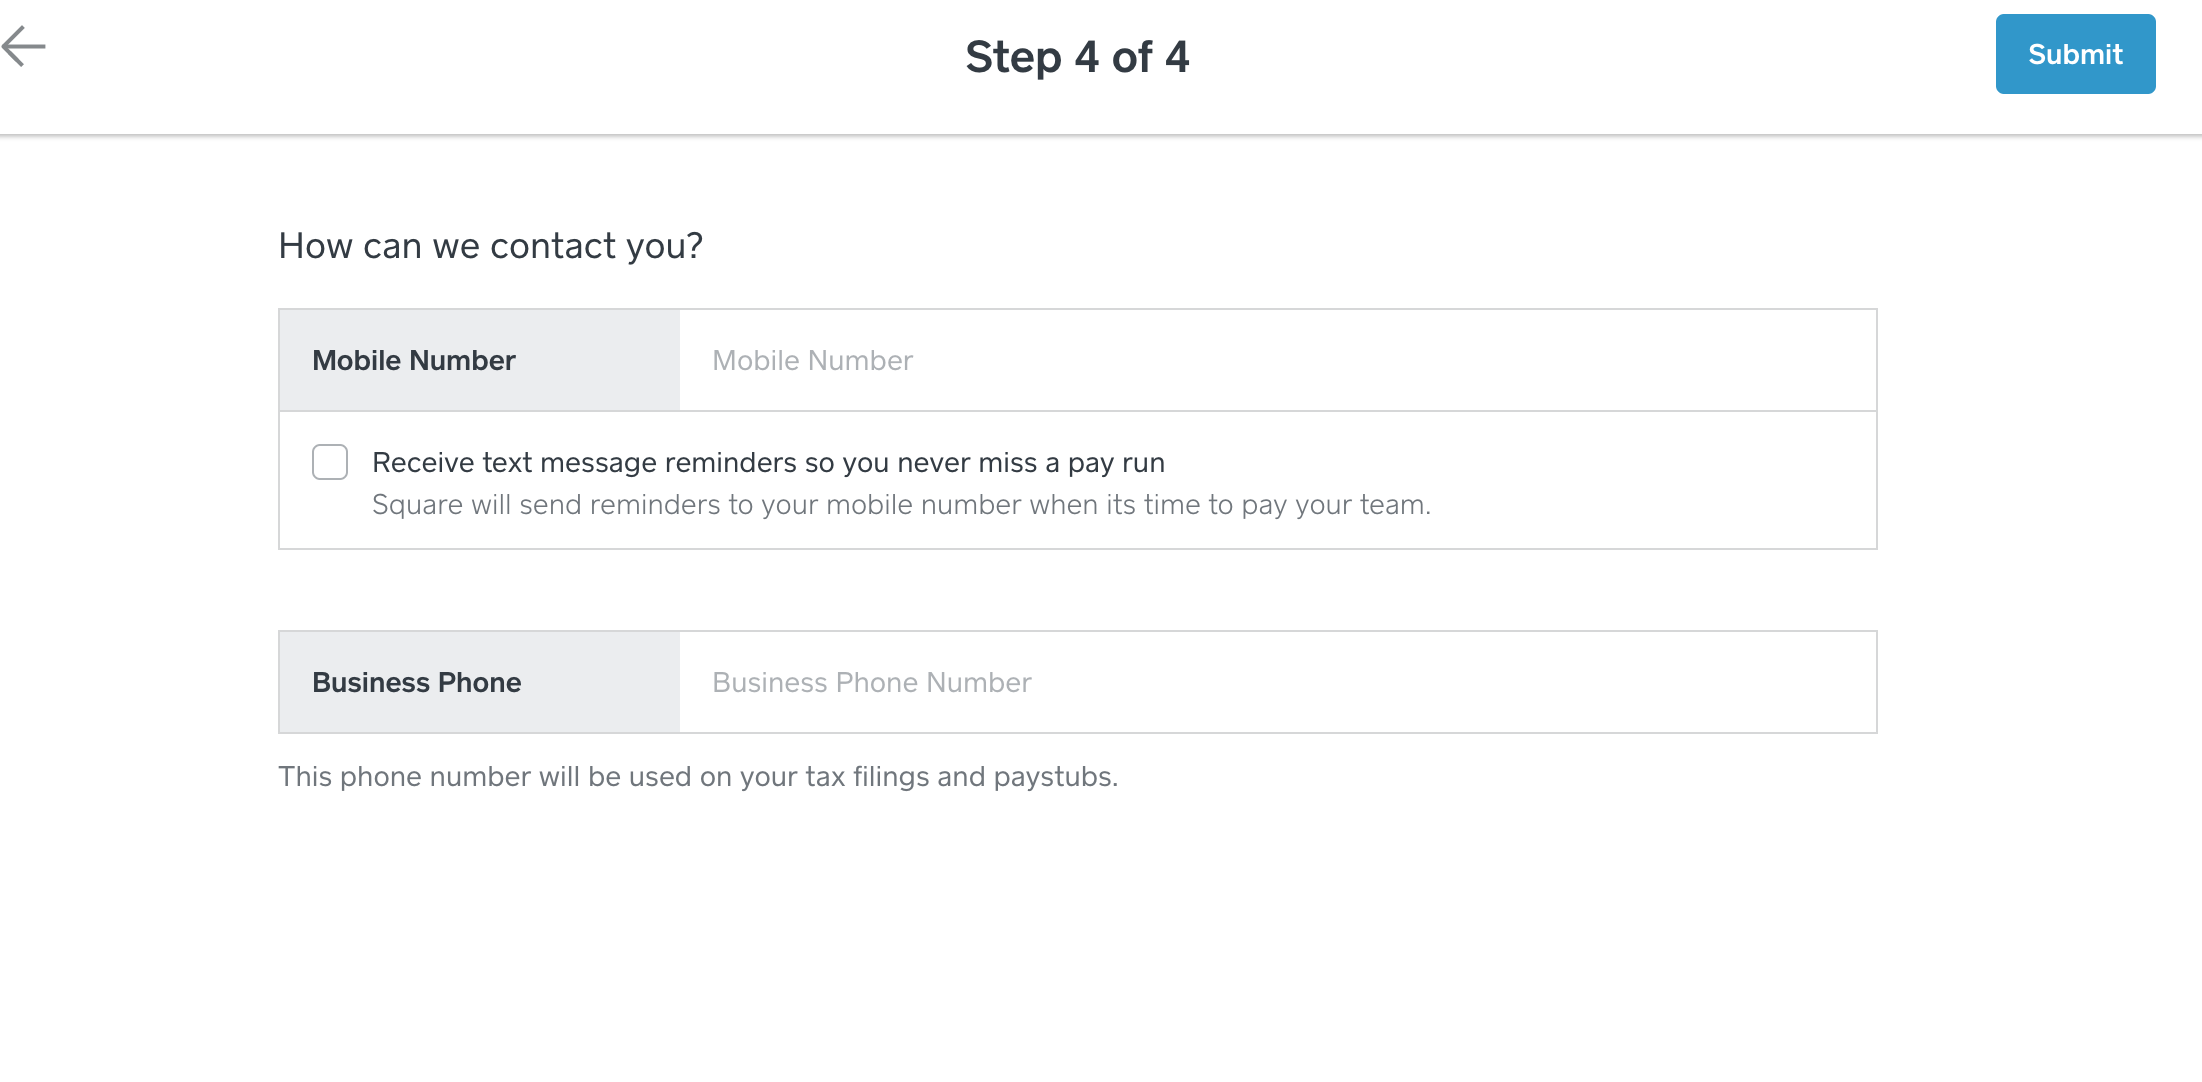 Step 4 of 4
Submit
How can we contact you?
Mobile Number
Mobile Number
Receive text message reminders so you never miss a pay run
Square will send reminders to your mobile number when its time to pay your team.
Business Phone
Business Phone Number
This phone number will be used on your tax filings and paystubs.